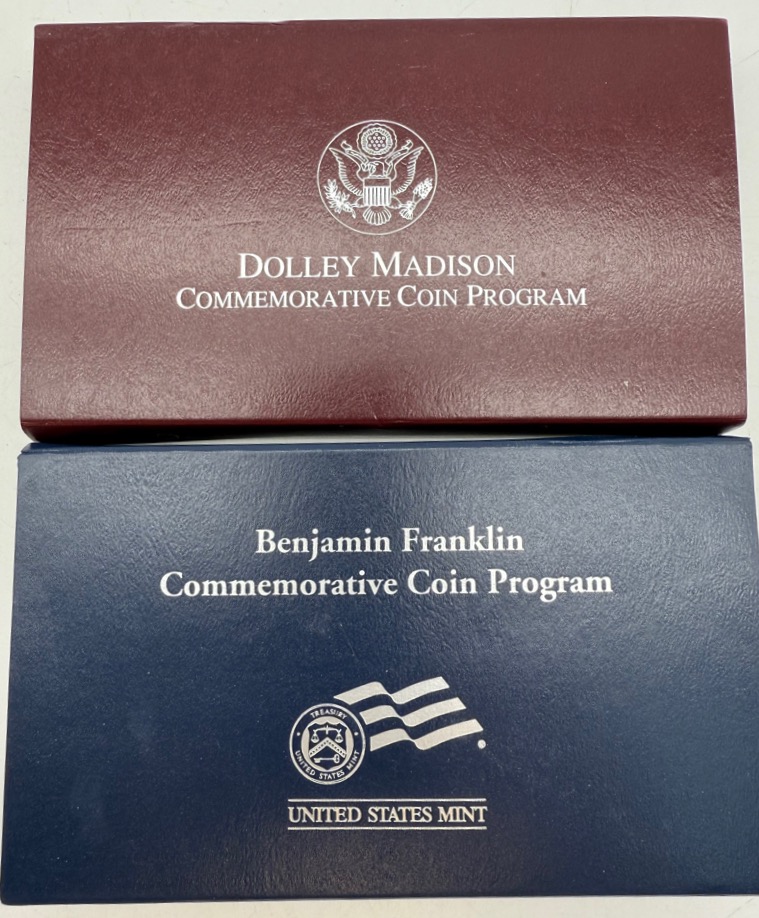 DOLLEY MADISON
COMMEMORATIVE COIN PROGRAM
Benjamin Franklin
Commemorative Coin Program
TREASURY
UNITED STATES MINT
UNITED STATES MINT